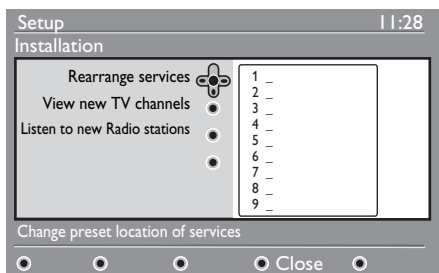 Setup 11:28
Installation
Rearrange services
View new TV channels
Listen to new Radio stations
1 _
2 _
3 _
4 _
5 _
6 _
7 _
8 _
9 _
Change preset location of services
Close